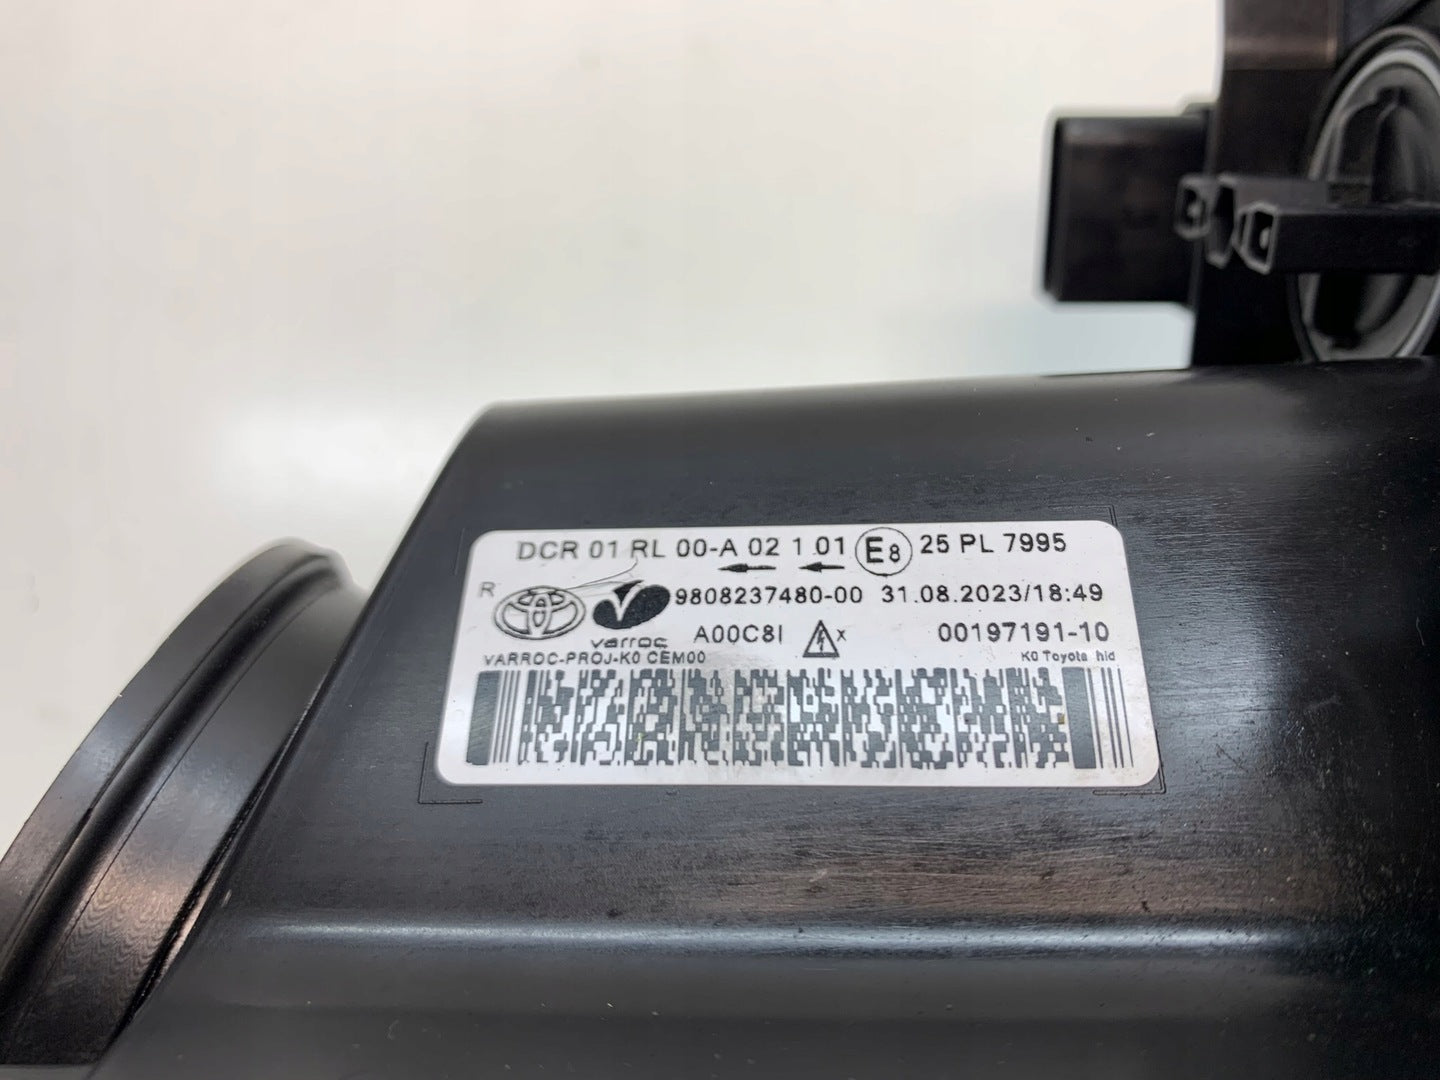 DCR 01 RL 00-A 02 1 01 E8 25 PL 7995
R varroc 9808237480-00 31.08.2023/18:49
A00C8I X 00197191-10
VARROC-PROJ-K0 CEM00 K0 Toyota hld